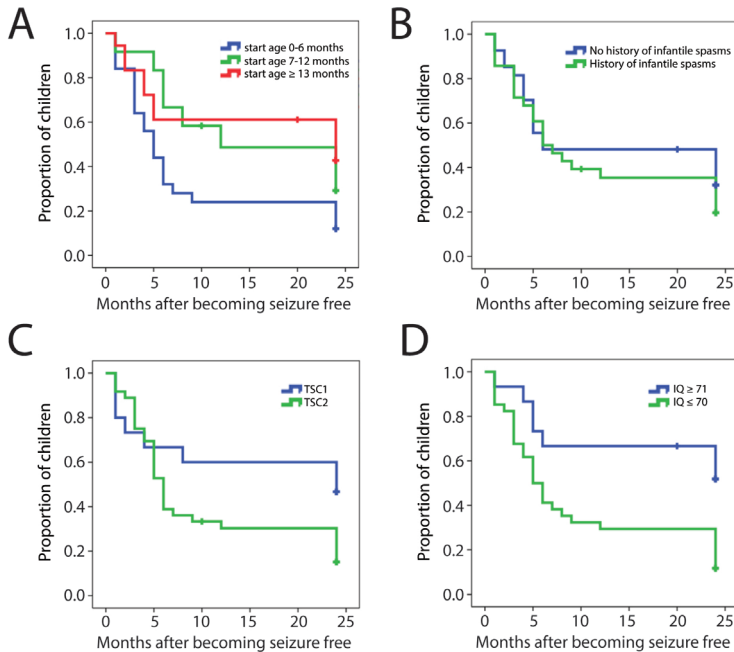 A
start age 0-6 months
start age 7-12 months
start age ≥ 13 months
Proportion of children
1.0
0.8
0.6
0.4
0.2
0.0
0 5 10 15 20 25
Months after becoming seizure free
B
No history of infantile spasms
History of infantile spasms
Proportion of children
1.0
0.8
0.6
0.4
0.2
0.0
0 5 10 15 20 25
Months after becoming seizure free
C
TSC1
TSC2
Proportion of children
1.0
0.8
0.6
0.4
0.2
0.0
0 5 10 15 20 25
Months after becoming seizure free
D
IQ ≥ 71
IQ ≤ 70
Proportion of children
1.0
0.8
0.6
0.4
0.2
0.0
0 5 10 15 20 25
Months after becoming seizure free